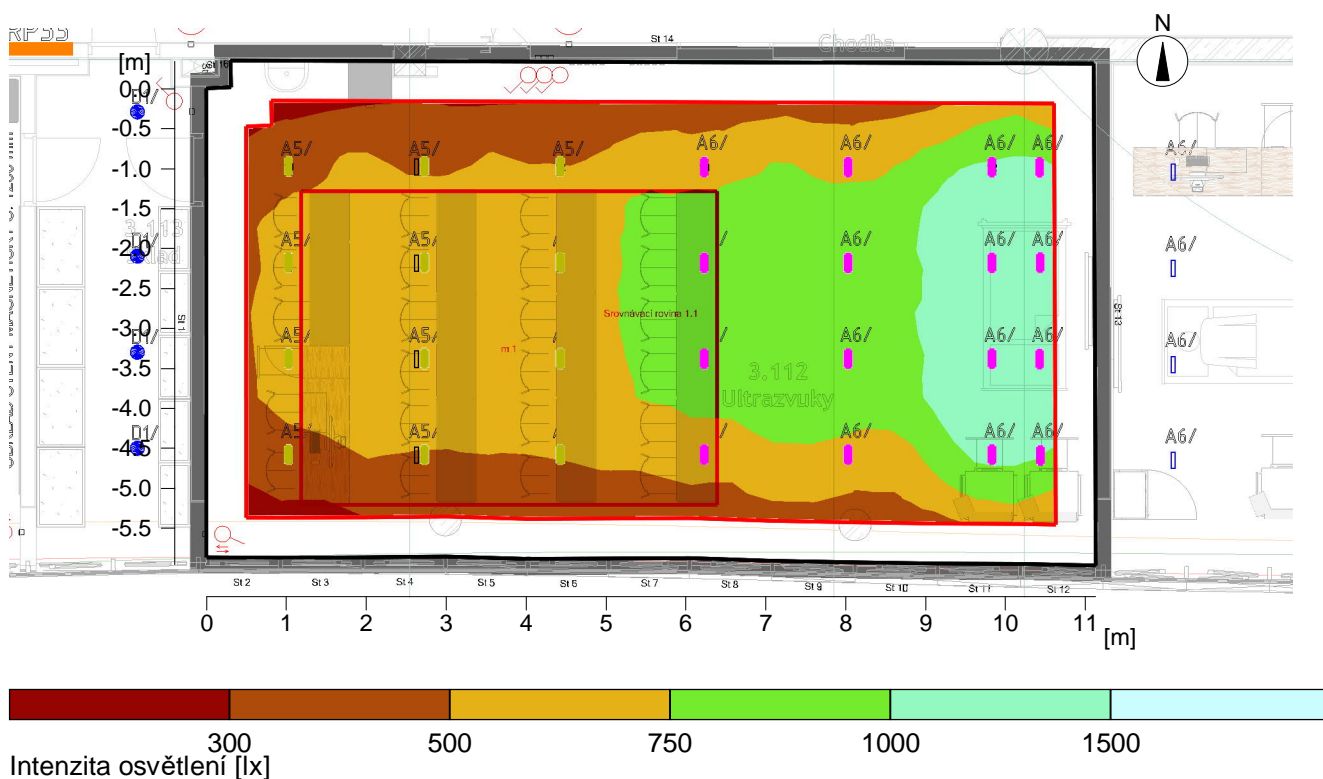 RP55
St 14
Chodba
N
[m]
St 16
0.0
-0.5
-1.0
-1.5
-2.0
-2.5
-3.0
-3.5
-4.0
-4.5
-5.0
-5.5
D1/
D1/
D1/
D1/
3.113
Sklad
St 1
A5/ A5/ A5/ A6/ A6/ A6/ A6/ A6/
A5/ A5/ A6/ A6/ A6/ A6/
A5/ A5/ A6/ A6/ A6/ A6/
A5/ A5/ A6/ A6/ A6/ A6/
Srovnávací rovina 1.1
m 1
3.112
Ultrazvuky
St 13
St 2 St 3 St 4 St 5 St 6 St 7 St 8 St 9 St 10 St 11 St 12
0 1 2 3 4 5 6 7 8 9 10 11 [m]
300 500 750 1000 1500
Intenzita osvětlení [lx]